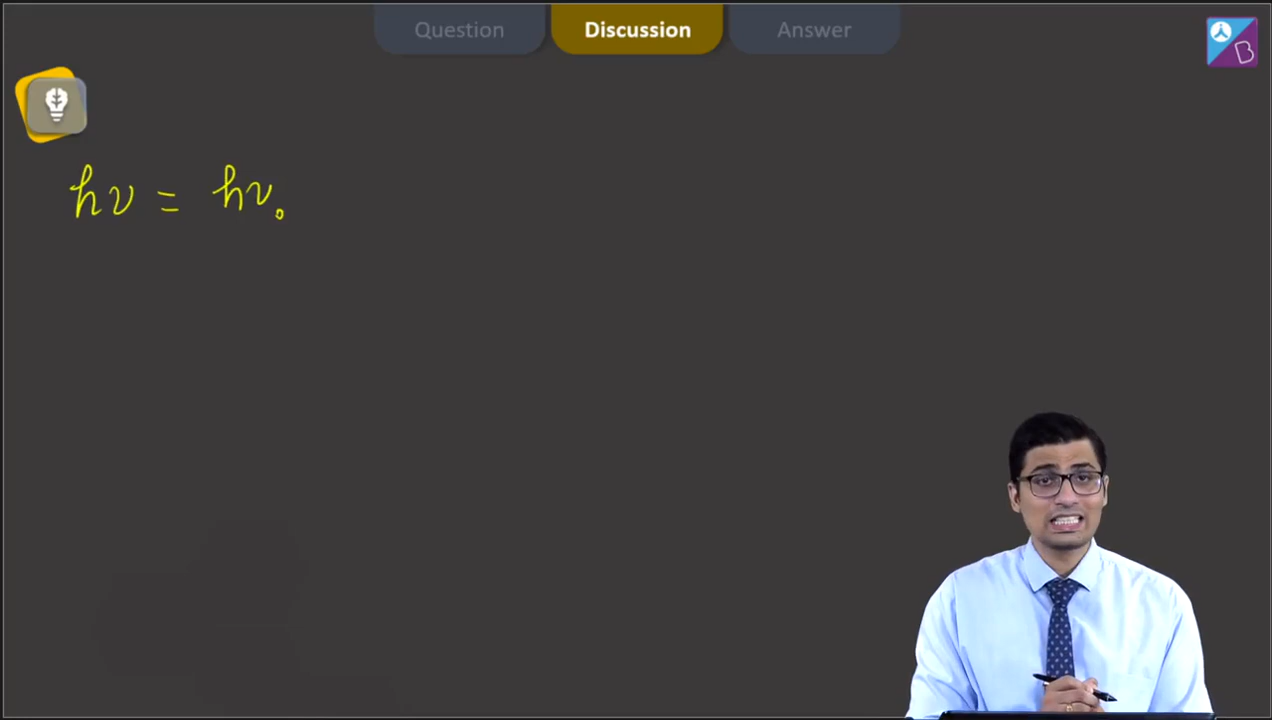 Question Discussion Answer
B
hν = hν₀